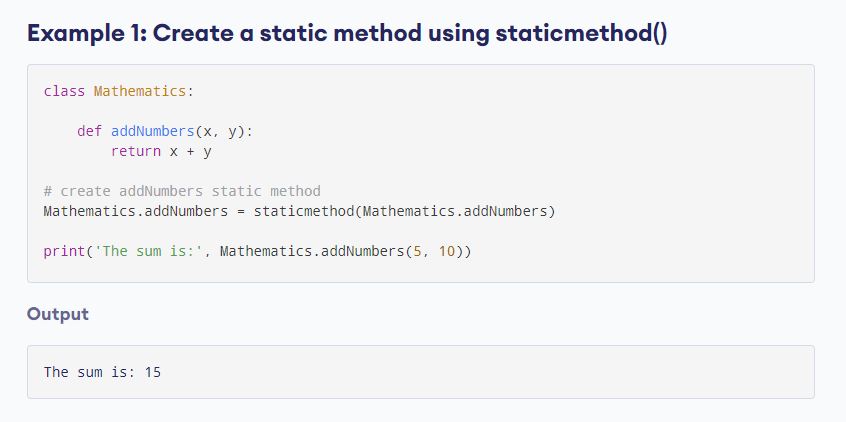 Example 1: Create a static method using staticmethod()
class Mathematics:
    def addNumbers(x, y):
        return x + y
# create addNumbers static method
Mathematics.addNumbers = staticmethod(Mathematics.addNumbers)
print('The sum is:', Mathematics.addNumbers(5, 10))
Output
The sum is: 15